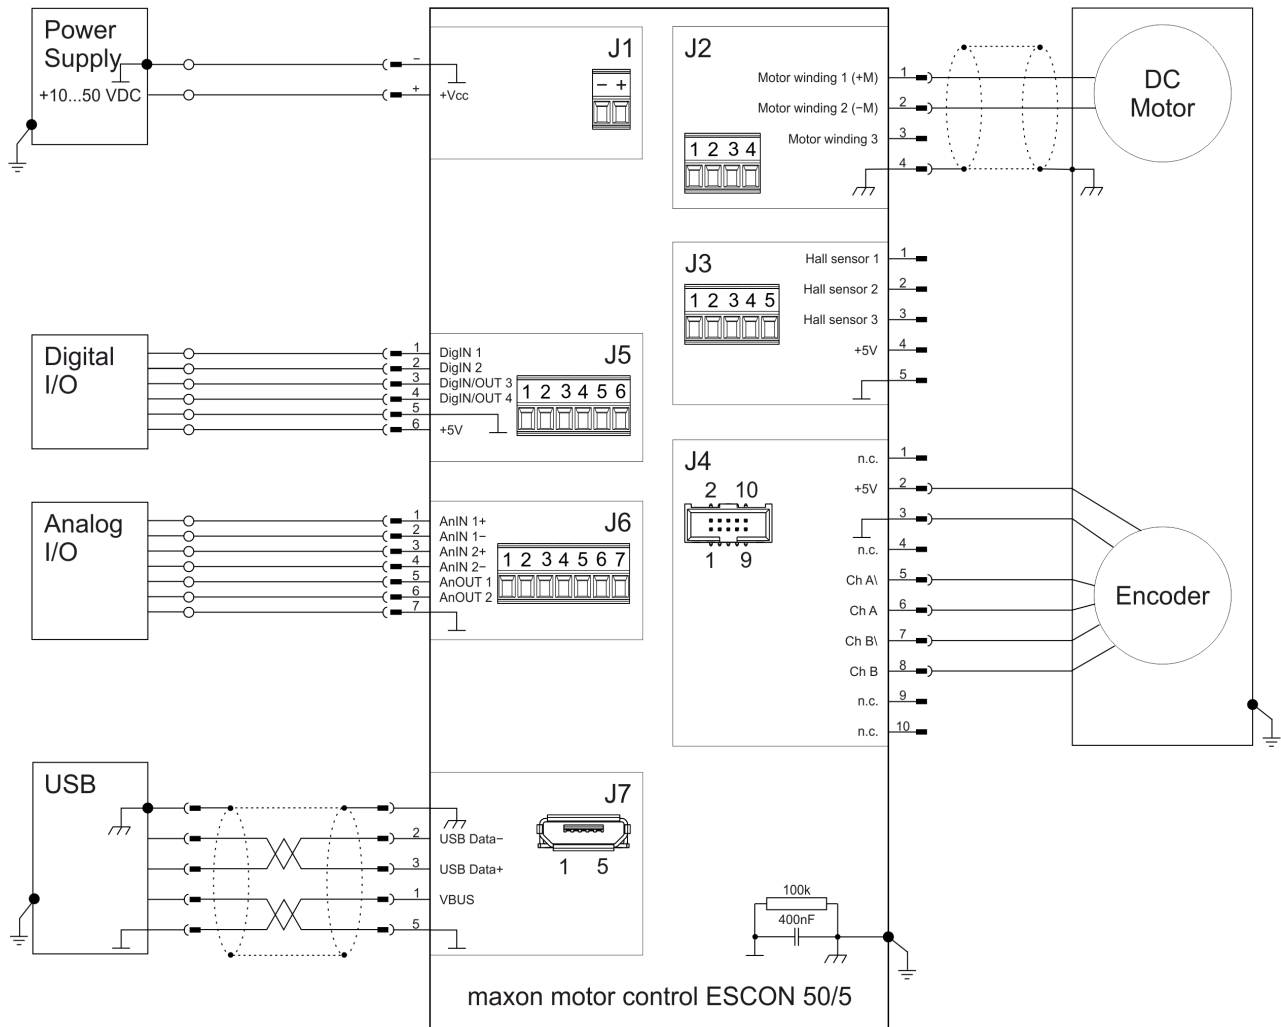 Power
Supply
+10...50 VDC
−
+
+Vcc
J1
− +
J2
Motor winding 1 (+M)
1
Motor winding 2 (−M)
2
Motor winding 3
3
4
1 2 3 4
DC
Motor
J3
Hall sensor 1
1
Hall sensor 2
2
Hall sensor 3
3
+5V
4
5
1 2 3 4 5
Digital
I/O
1
DigIN 1
2
DigIN 2
3
DigIN/OUT 3
4
DigIN/OUT 4
5
6
+5V
J5
1 2 3 4 5 6
J4
2 10
1 9
n.c.
1
+5V
2
3
n.c.
4
Ch A\
5
Ch A
6
Ch B\
7
Ch B
8
n.c.
9
n.c.
10
Encoder
Analog
I/O
1
AnIN 1+
2
AnIN 1−
3
AnIN 2+
4
AnIN 2−
5
AnOUT 1
6
AnOUT 2
7
J6
1 2 3 4 5 6 7
USB
2
USB Data−
3
USB Data+
1
VBUS
5
J7
1 5
100k
400nF
maxon motor control ESCON 50/5